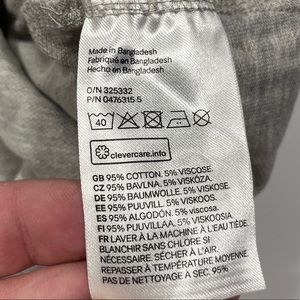 Made in Bangladesh
Fabriqué en Bangladesh
Hecho en Bangladesh
O/N 325332
P/N 0476315-5
40
clevercare.info
GB 95% COTTON. 5% VISCOSE
CZ 95% BAVLNA. 5% VISKÓZA
DE 95% BAUMWOLLE. 5% VISKOSE
EE 95% PUUVILL. 5% VISKOOS
ES 95% ALGODÓN. 5% viscosa.
FI 95% PUUVILLAA. 5% VISKOOSIA
FR LAVER À LA MACHINE À L'EAU TIÈDE.
BLANCHIR SANS CHLORE SI
NÉCESSAIRE. SÉCHER À L'AIR.
REPASSER À TEMPÉRATURE MOYENNE.
PAS DE NETTOYAGE À SEC. 95%